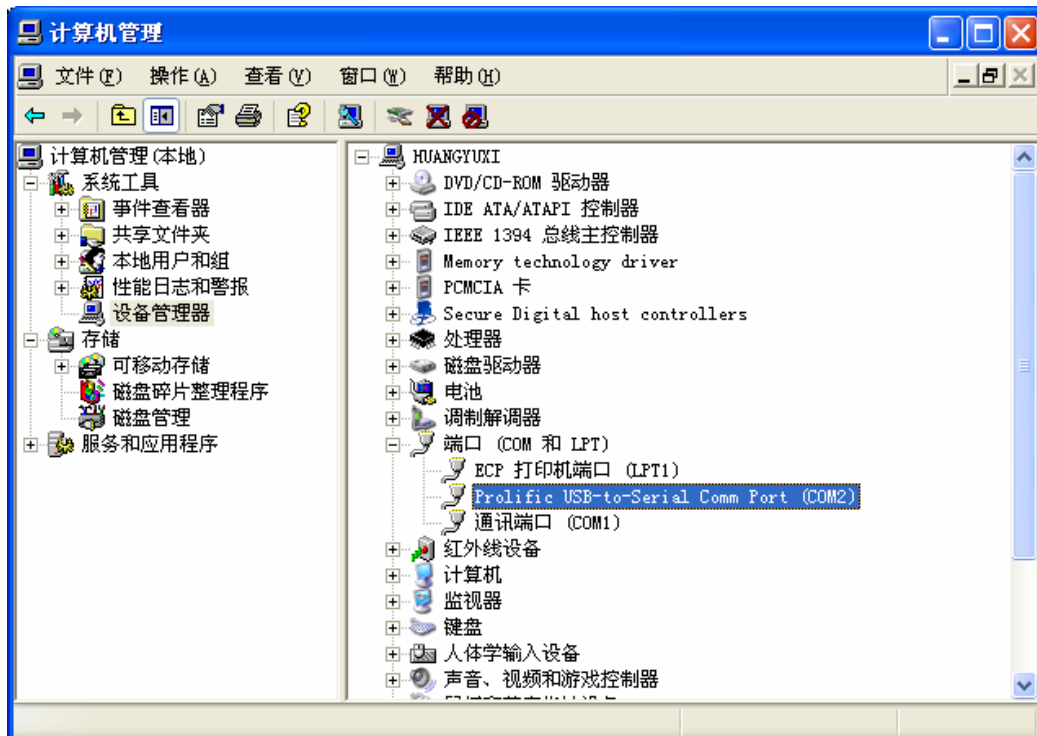 计算机管理
文件(F) 操作(A) 查看(V) 窗口(W) 帮助(H)
计算机管理(本地)
系统工具
事件查看器
共享文件夹
本地用户和组
性能日志和警报
设备管理器
存储
可移动存储
磁盘碎片整理程序
磁盘管理
服务和应用程序
HUANGYUXI
DVD/CD-ROM 驱动器
IDE ATA/ATAPI 控制器
IEEE 1394 总线主控制器
Memory technology driver
PCMCIA 卡
Secure Digital host controllers
处理器
磁盘驱动器
电池
调制解调器
端口 (COM 和 LPT)
ECP 打印机端口 (LPT1)
Prolific USB-to-Serial Comm Port (COM2)
通讯端口 (COM1)
红外线设备
计算机
监视器
键盘
人体学输入设备
声音、视频和游戏控制器